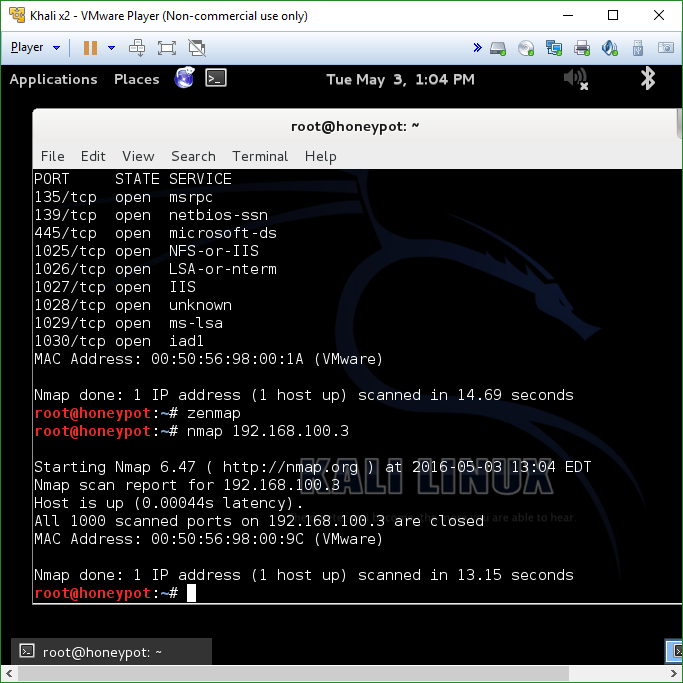 Khali x2 - VMware Player (Non-commercial use only)
Player
Applications Places Tue May 3, 1:04 PM
root@honeypot: ~
File Edit View Search Terminal Help
PORT STATE SERVICE
135/tcp open msrpc
139/tcp open netbios-ssn
445/tcp open microsoft-ds
1025/tcp open NFS-or-IIS
1026/tcp open LSA-or-nterm
1027/tcp open IIS
1028/tcp open unknown
1029/tcp open ms-lsa
1030/tcp open iad1
MAC Address: 00:50:56:98:00:1A (VMware)
Nmap done: 1 IP address (1 host up) scanned in 14.69 seconds
root@honeypot:~# zenmap
root@honeypot:~# nmap 192.168.100.3
Starting Nmap 6.47 ( http://nmap.org ) at 2016-05-03 13:04 EDT
Nmap scan report for 192.168.100.3
KALI LINUX
Host is up (0.00044s latency).
All 1000 scanned ports on 192.168.100.3 are closed
you are able to hear.
MAC Address: 00:50:56:98:00:9C (VMware)
Nmap done: 1 IP address (1 host up) scanned in 13.15 seconds
root@honeypot:~#
root@honeypot: ~